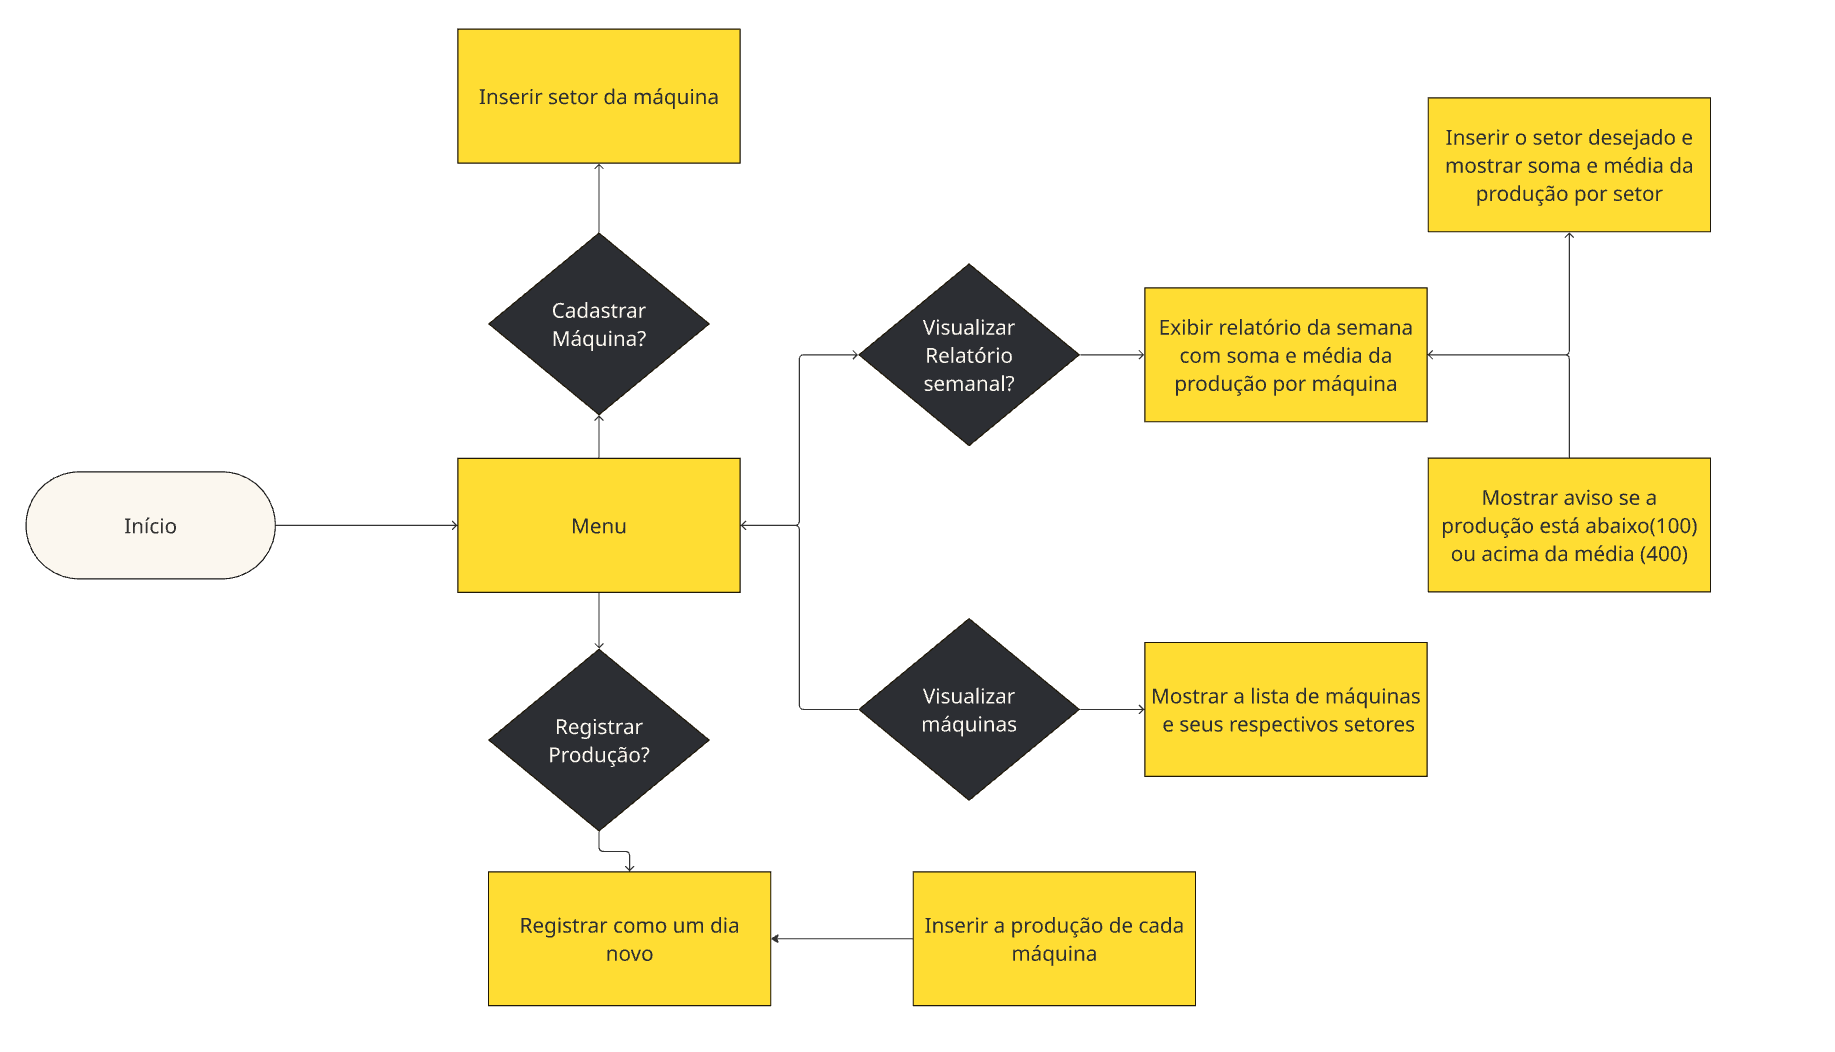 Inserir setor da máquina
Inserir o setor desejado e
mostrar soma e média da
produção por setor
Cadastrar
Máquina?
Visualizar
Relatório
semanal?
Exibir relatório da semana
com soma e média da
produção por máquina
Início
Menu
Mostrar aviso se a
produção está abaixo(100)
ou acima da média (400)
Registrar
Produção?
Visualizar
máquinas
Mostrar a lista de máquinas
e seus respectivos setores
Registrar como um dia
novo
Inserir a produção de cada
máquina